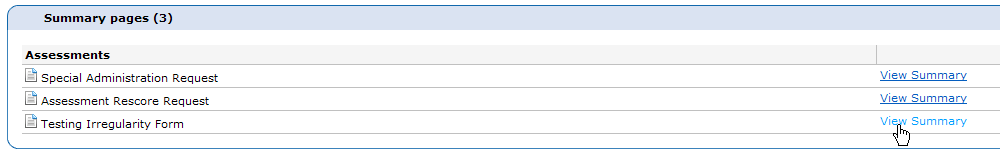 Summary pages (3)
Assessments
Special Administration Request View Summary
Assessment Rescore Request View Summary
Testing Irregularity Form View Summary